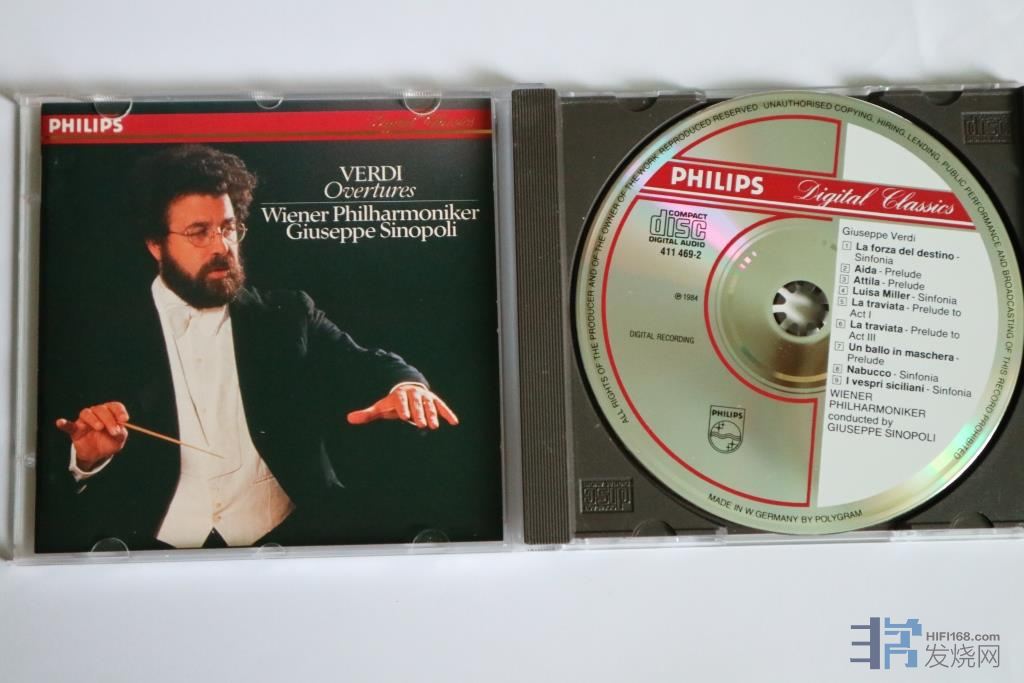 PHILIPS
Digital Classics
VERDI
Overtures
Wiener Philharmoniker
Giuseppe Sinopoli
ALL RIGHTS OF THE PRODUCER AND OF THE OWNER OF THE WORK REPRODUCED RESERVED. UNAUTHORISED COPYING, HIRING, LENDING, PUBLIC PERFORMANCE AND BROADCASTING OF THIS RECORD PROHIBITED
PHILIPS
Digital Classics
COMPACT
disc
DIGITAL AUDIO
411 469-2
℗ 1984
DIGITAL RECORDING
PHILIPS
Giuseppe Verdi
1 La forza del destino -
Sinfonia
2 Aida - Prelude
3 Attila - Prelude
4 Luisa Miller - Sinfonia
5 La traviata - Prelude to
Act I
6 La traviata - Prelude to
Act III
7 Un ballo in maschera -
Prelude
8 Nabucco - Sinfonia
9 I vespri siciliani - Sinfonia
WIENER
PHILHARMONIKER
conducted by
GIUSEPPE SINOPOLI
MADE IN W GERMANY BY POLYGRAM
disc
disc
HIFI168.com
发烧网